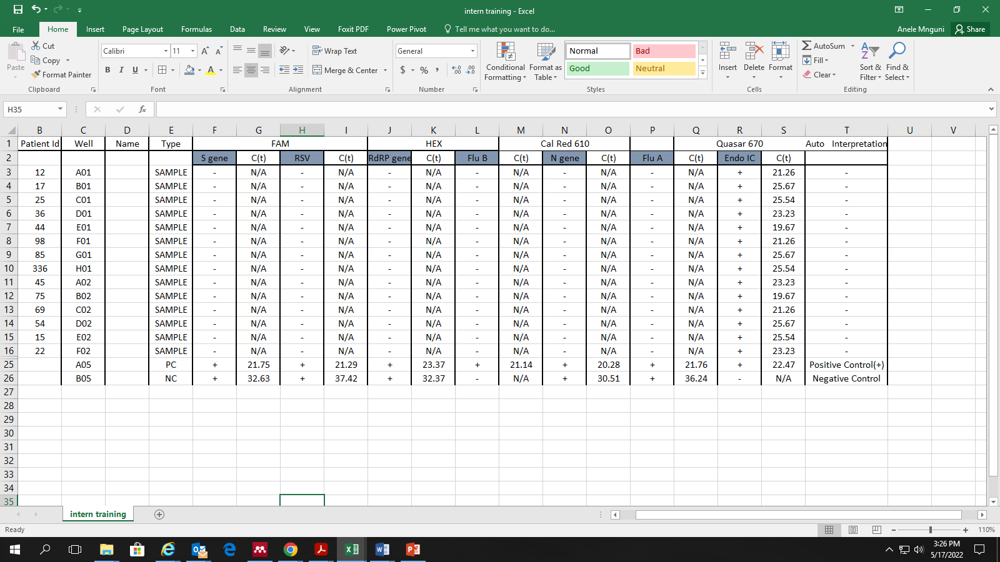 intern training - Excel
File Home Insert Page Layout Formulas Data Review View Foxit PDF Power Pivot Tell me what you want to do... Anele Mnguni Share
Paste Cut Copy Format Painter Clipboard
Calibri 11 B I U A Font
Wrap Text Merge & Center Alignment
General $ % , Number
Conditional Formatting Format as Table Normal Bad Good Neutral Styles
Insert Delete Format Cells
AutoSum Fill Clear Sort & Filter Find & Select Editing
H35 fx
B C D E F G H I J K L M N O P Q R S T U V
1 Patient Id Well Name Type FAM HEX Cal Red 610 Quasar 670 Auto Interpretation
2 S gene C(t) RSV C(t) RdRP gene C(t) Flu B C(t) N gene C(t) Flu A C(t) Endo IC C(t)
3 12 A01 SAMPLE - N/A - N/A - N/A - N/A - N/A - N/A + 21.26 -
4 17 B01 SAMPLE - N/A - N/A - N/A - N/A - N/A - N/A + 25.67 -
5 25 C01 SAMPLE - N/A - N/A - N/A - N/A - N/A - N/A + 25.54 -
6 36 D01 SAMPLE - N/A - N/A - N/A - N/A - N/A - N/A + 23.23 -
7 44 E01 SAMPLE - N/A - N/A - N/A - N/A - N/A - N/A + 19.67 -
8 98 F01 SAMPLE - N/A - N/A - N/A - N/A - N/A - N/A + 21.26 -
9 85 G01 SAMPLE - N/A - N/A - N/A - N/A - N/A - N/A + 25.67 -
10 336 H01 SAMPLE - N/A - N/A - N/A - N/A - N/A - N/A + 25.54 -
11 45 A02 SAMPLE - N/A - N/A - N/A - N/A - N/A - N/A + 23.23 -
12 75 B02 SAMPLE - N/A - N/A - N/A - N/A - N/A - N/A + 19.67 -
13 69 C02 SAMPLE - N/A - N/A - N/A - N/A - N/A - N/A + 21.26 -
14 54 D02 SAMPLE - N/A - N/A - N/A - N/A - N/A - N/A + 25.67 -
15 15 E02 SAMPLE - N/A - N/A - N/A - N/A - N/A - N/A + 25.54 -
16 22 F02 SAMPLE - N/A - N/A - N/A - N/A - N/A - N/A + 23.23 -
25 A05 PC + 21.75 + 21.29 + 23.37 + 21.14 + 20.28 + 21.76 + 22.47 Positive Control(+)
26 B05 NC + 32.63 + 37.42 + 32.37 - N/A + 30.51 + 36.24 - N/A Negative Control
27
28
29
30
31
32
33
34
35
intern training
Ready 110%
3:26 PM
5/17/2022